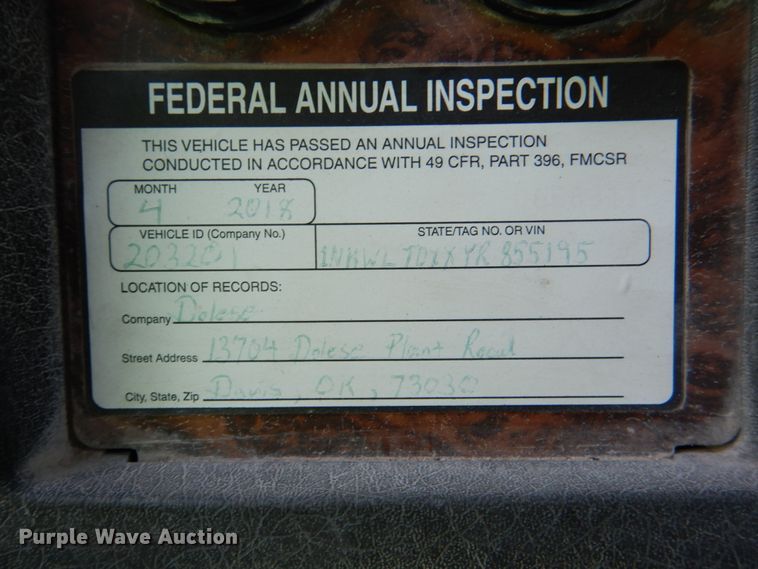 FEDERAL ANNUAL INSPECTION
THIS VEHICLE HAS PASSED AN ANNUAL INSPECTION
CONDUCTED IN ACCORDANCE WITH 49 CFR, PART 396, FMCSR
MONTH YEAR
4 2018
VEHICLE ID (Company No.) STATE/TAG NO. OR VIN
203201 1NKWLTOXXYR855195
LOCATION OF RECORDS:
Company Dolese
Street Address 13704 Dolese Plant Road
City, State, Zip Davis, OK, 73030
Purple Wave Auction